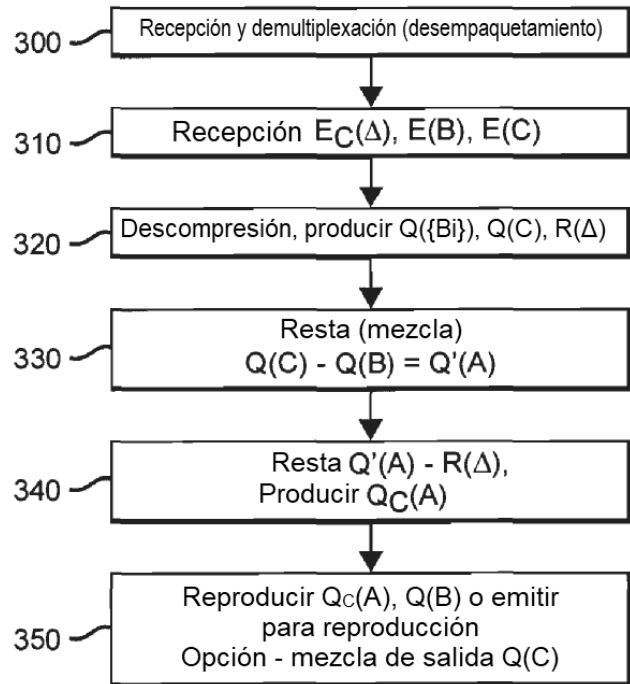 300
Recepción y demultiplexación (desempaquetamiento)
310
Recepción E_C(Δ), E(B), E(C)
320
Descompresión, producir Q({Bi}), Q(C), R(Δ)
330
Resta (mezcla)
Q(C) - Q(B) = Q'(A)
340
Resta Q'(A) - R(Δ),
Producir Q_C(A)
350
Reproducir Q_C(A), Q(B) o emitir
para reproducción
Opción - mezcla de salida Q(C)